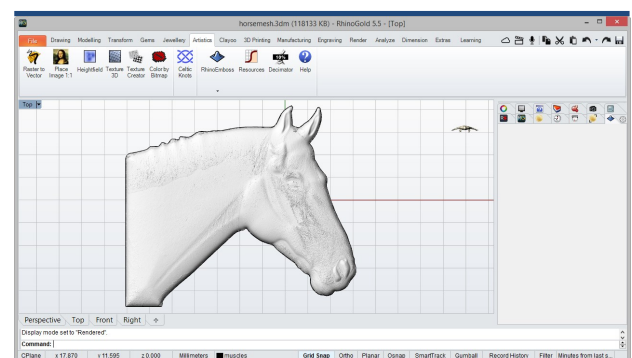 horsemesh.3dm (118133 KB) - RhinoGold 5.5 - [Top]
File Drawing Modelling Transform Gems Jewellery Artistics Clayoo 3D Printing Manufacturing Engraving Render Analyze Dimension Extras Learning
Raster to Vector
Place Image 1:1
Heightfield
Texture 3D
Texture Creator
Color by Bitmap
Celtic Knots
RhinoEmboss
Resources
Decimator
Help
Top
Perspective Top Front Right
Display mode set to "Rendered".
Command:
CPlane x 17.870 y 11.595 z 0.000 Millimeters muscles Grid Snap Ortho Planar Osnap SmartTrack Gumball Record History Filter Minutes from last s...